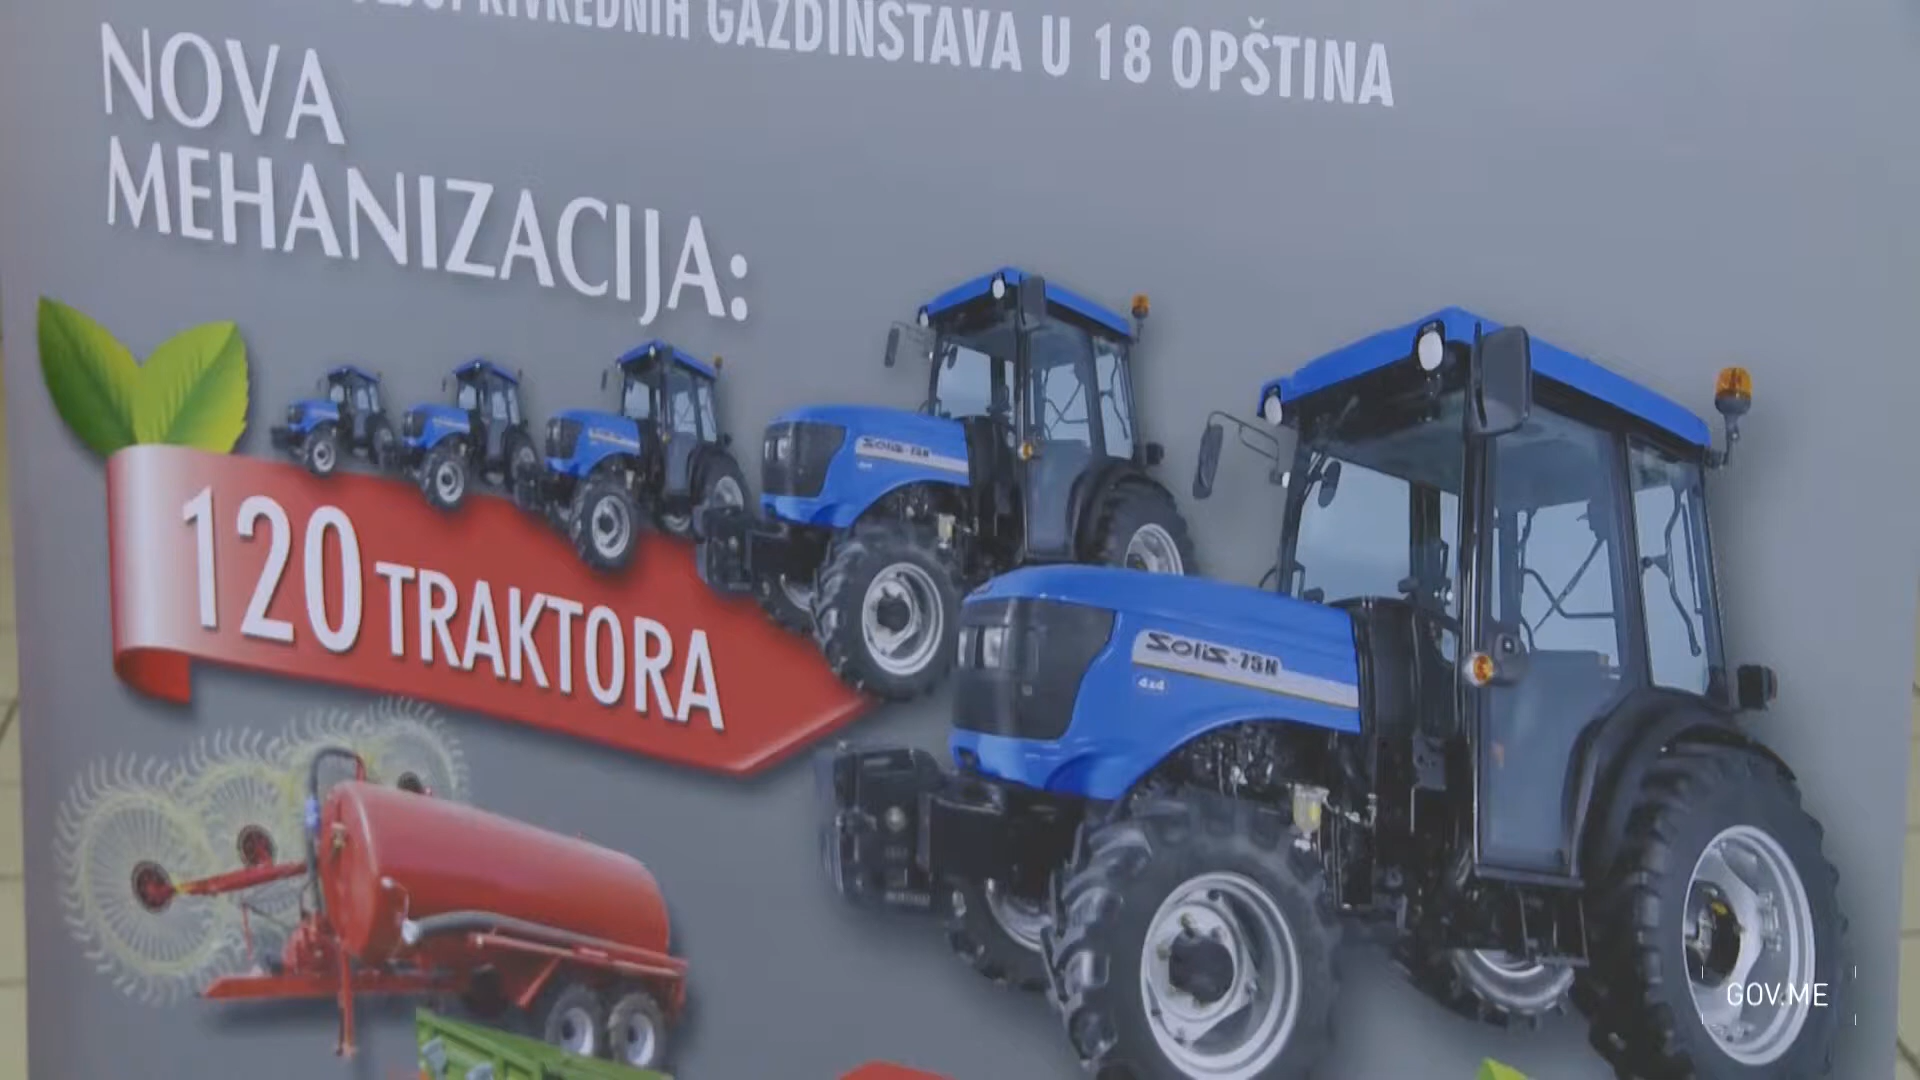 GAZDINSTAVA U 18 OPŠTINA
NOVA
MEHANIZACIJA:
120 TRAKTORA
Solis-75N
4x4
Solis-75N
4x4
GOV.ME